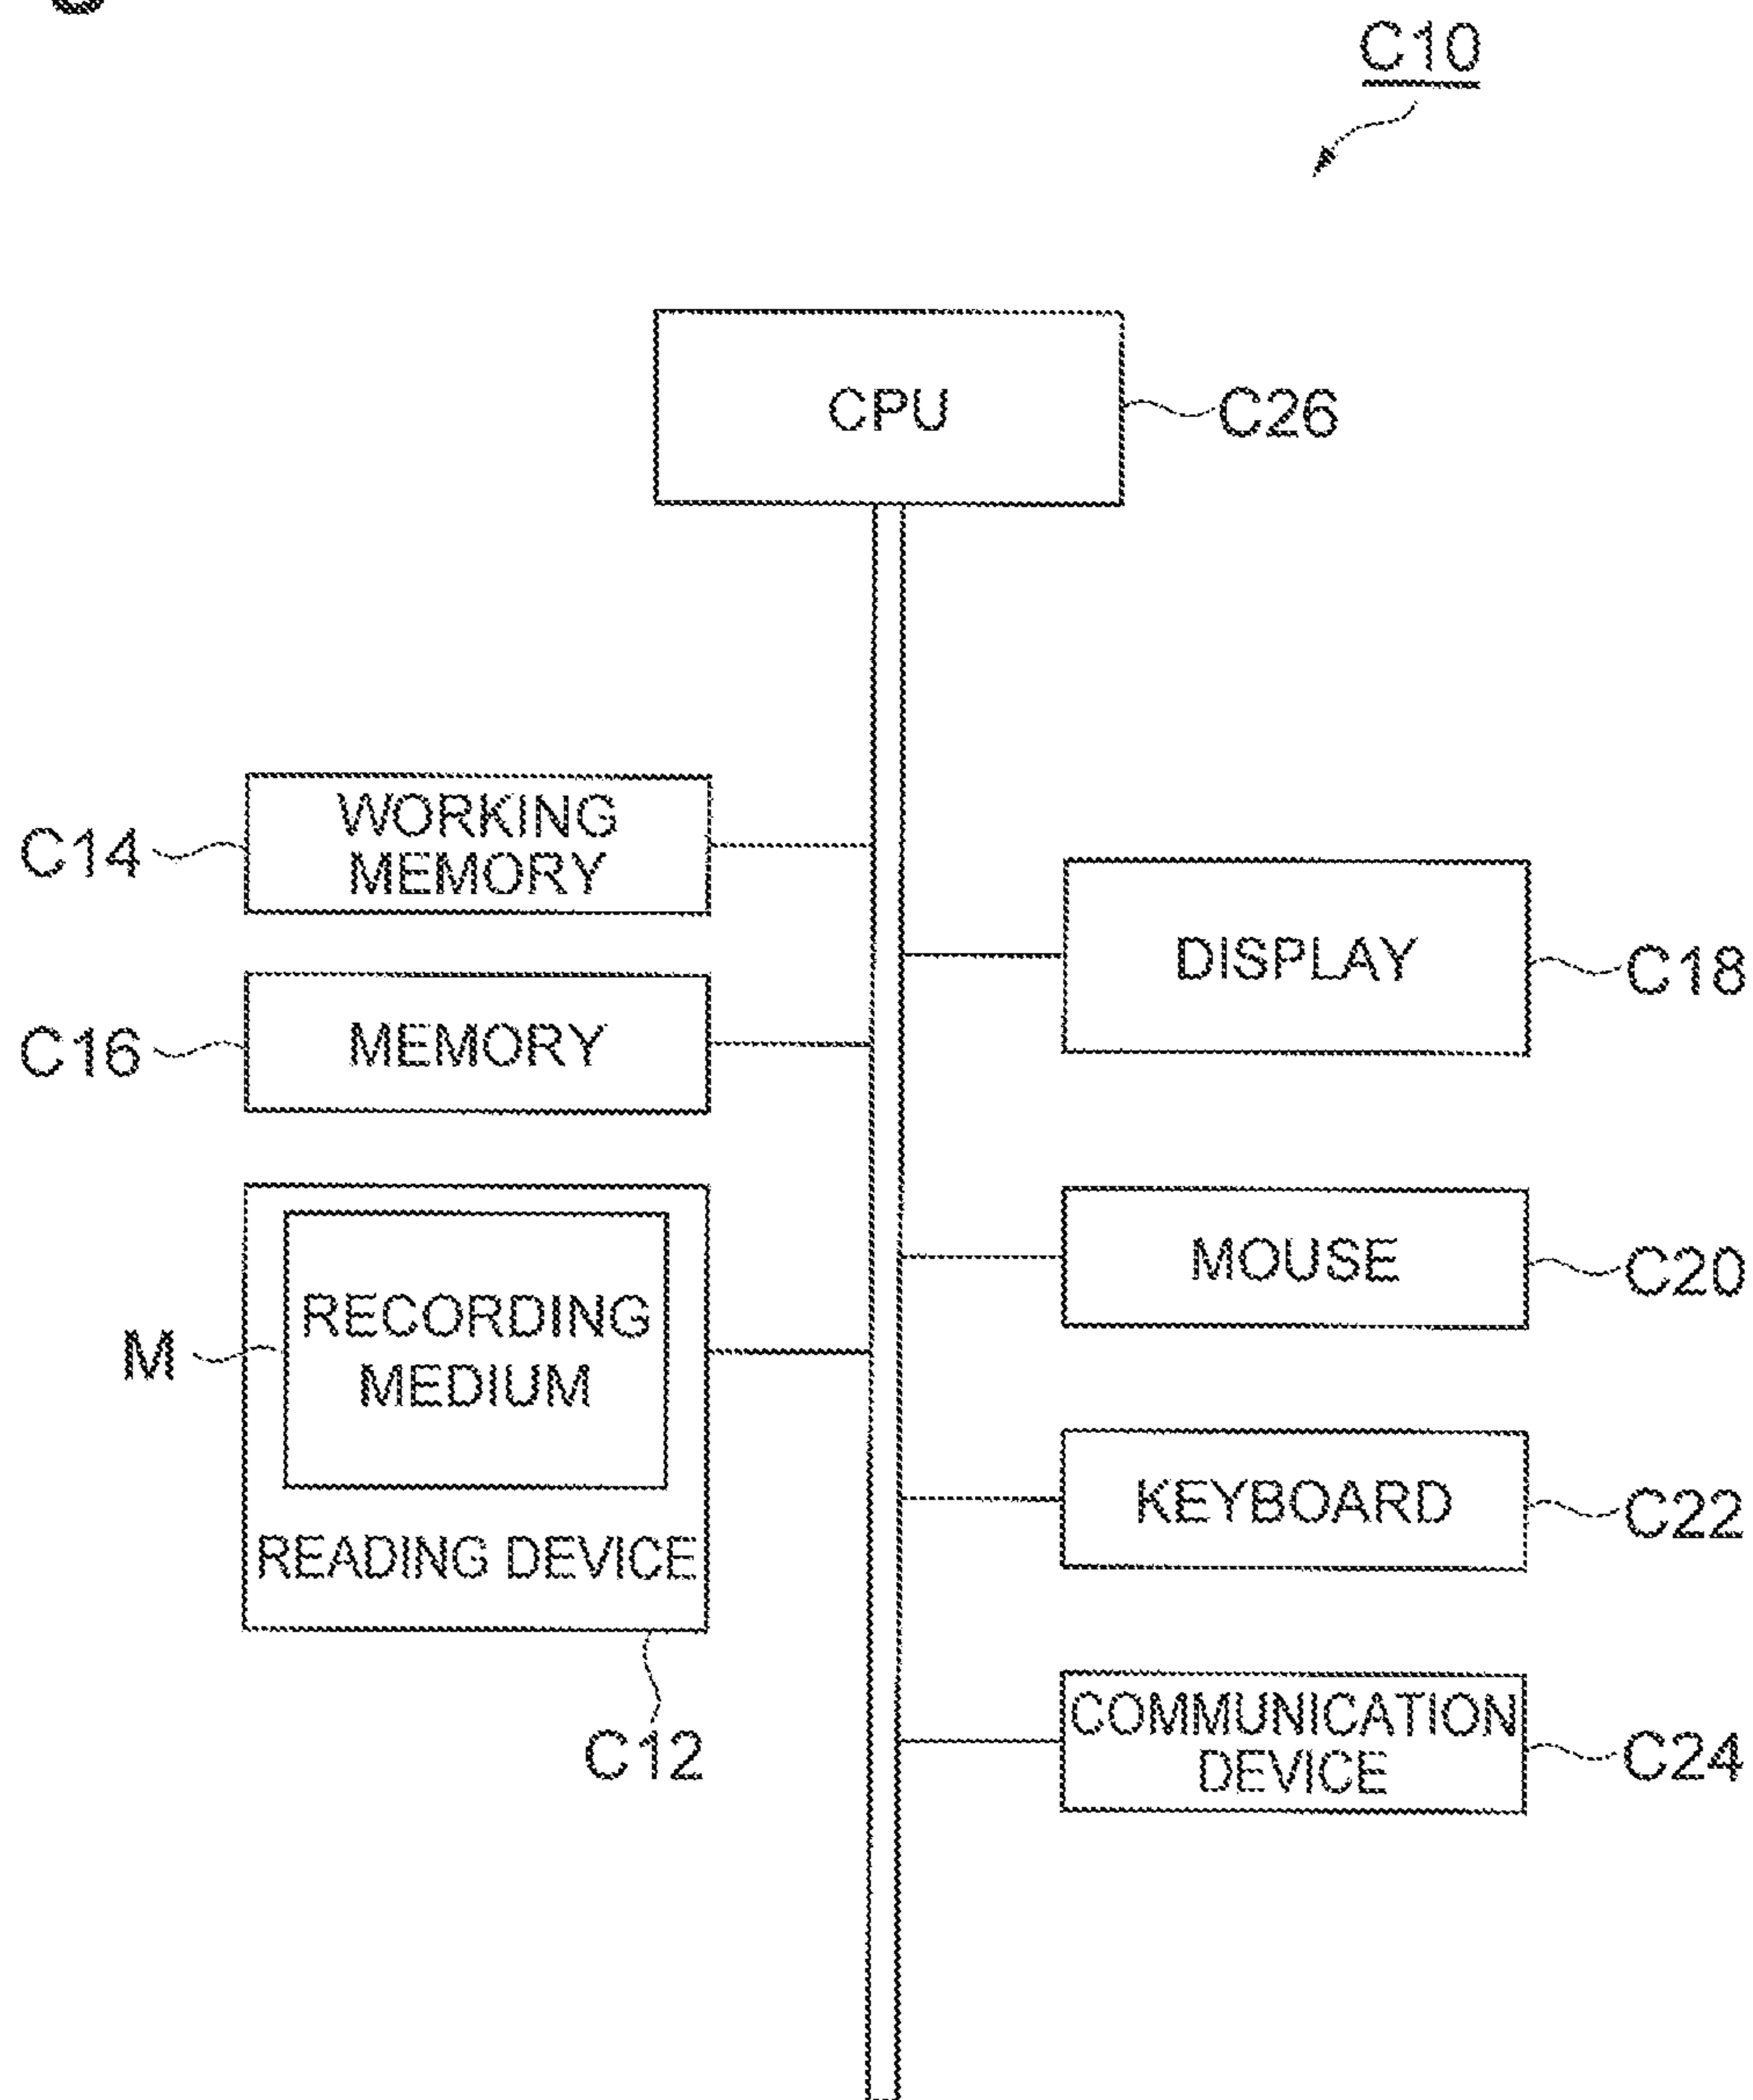 C10
CPU
C26
WORKING
MEMORY
C14
DISPLAY
C18
MEMORY
C16
RECORDING
MEDIUM
M
READING DEVICE
C12
MOUSE
C20
KEYBOARD
C22
COMMUNICATION
DEVICE
C24